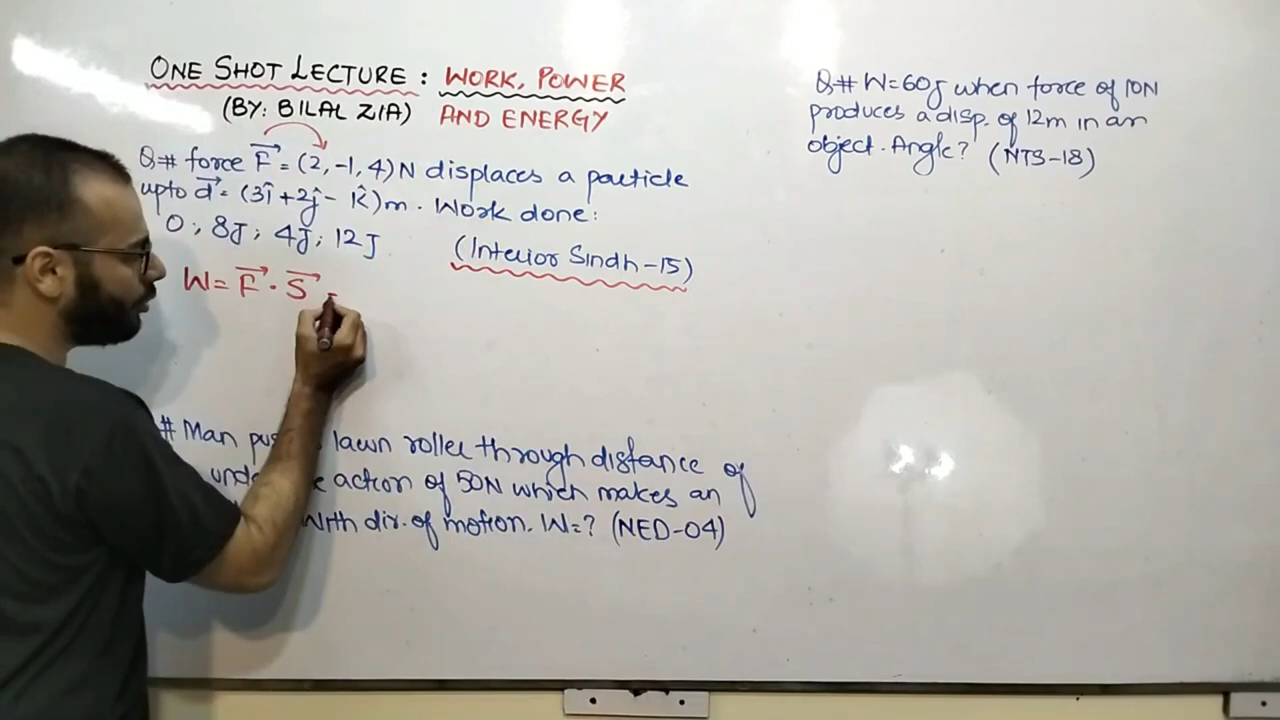 ONE SHOT LECTURE : WORK, POWER
(BY: BILAL ZIA) AND ENERGY
Q# force F⃗ = (2, -1, 4) N displaces a particle
upto d⃗ = (3î + 2ĵ - k̂) m. Work done:
0 ; 8J ; 4J ; 12J
(Interior Sindh-15)
W = F⃗ · S⃗
# Man lawn roller through distance of
action of 50N which makes an
with dir. of motion. W=? (NED-04)
Q# W=60J when force of 10N
produces a disp. of 12m in an
object. Angle? (NTS-18)